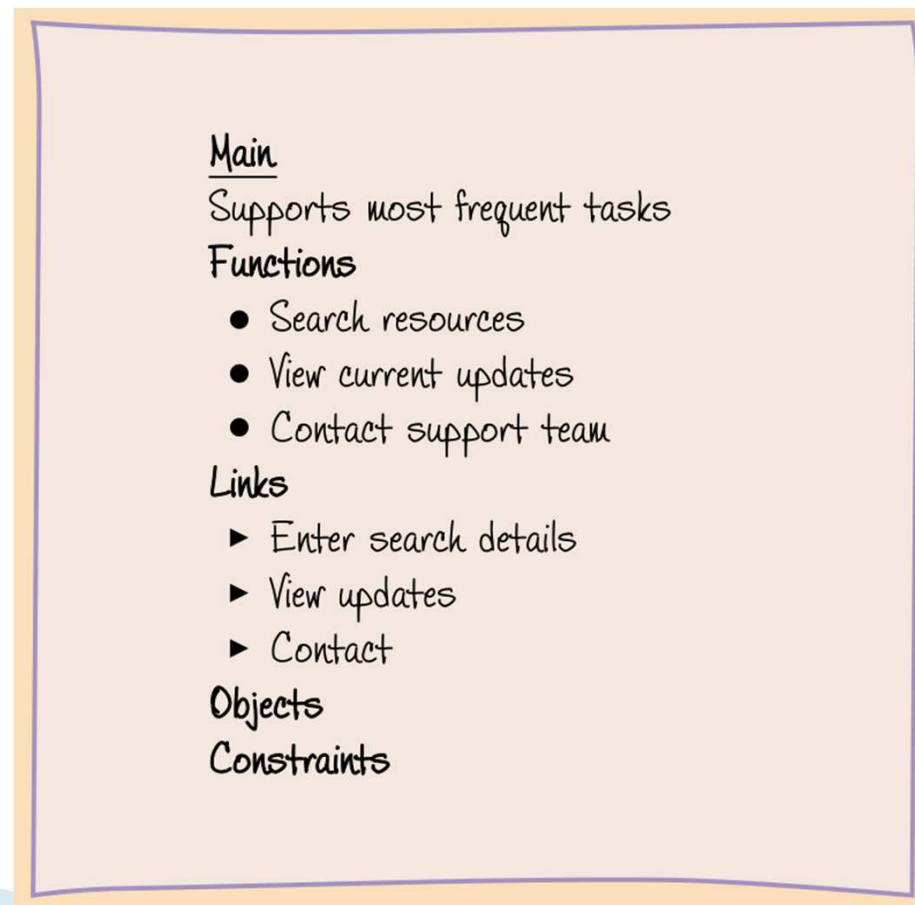 Main
Supports most frequent tasks
Functions
● Search resources
● View current updates
● Contact support team
Links
► Enter search details
► View updates
► Contact
Objects
Constraints